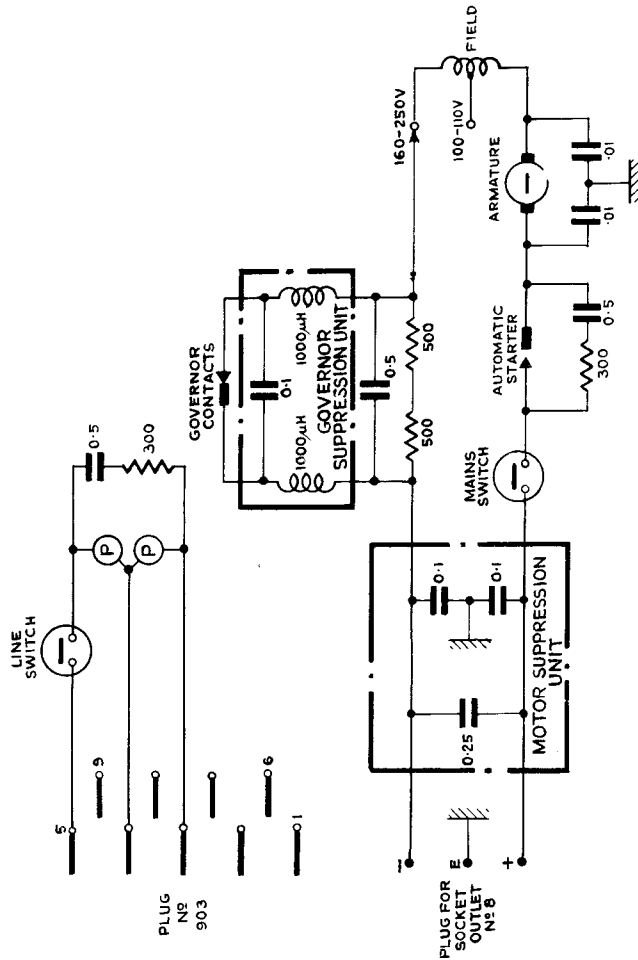 LINE
SWITCH
0·5
300
P
P
5
9
6
1
PLUG
Nº
903
GOVERNOR
CONTACTS
0·1
1000µH
1000µH
GOVERNOR
SUPPRESSION UNIT
0·5
500
500
160-250V
100-110V
FIELD
ARMATURE
·01
·01
AUTOMATIC
STARTER
0·5
300
MAINS
SWITCH
0·1
0·1
0·25
MOTOR SUPPRESSION
UNIT
−
E
+
PLUG FOR
SOCKET
OUTLET
Nº 8